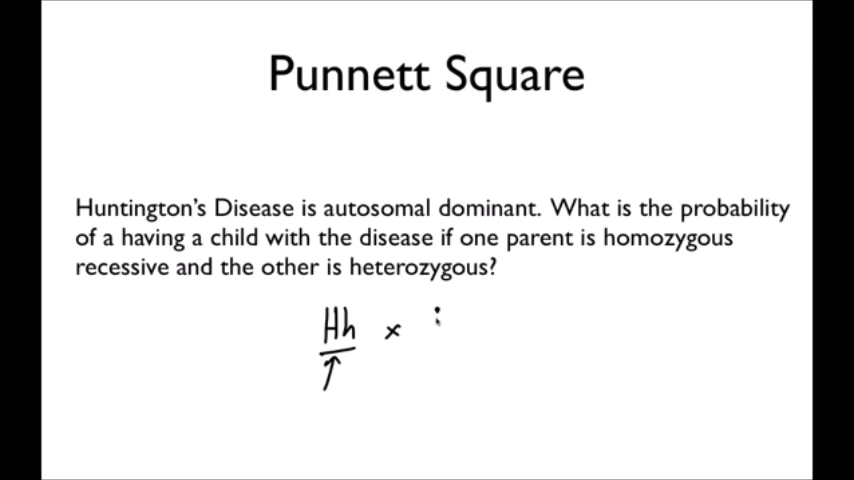 Punnett Square
Huntington's Disease is autosomal dominant. What is the probability
of a having a child with the disease if one parent is homozygous
recessive and the other is heterozygous?
Hh ×